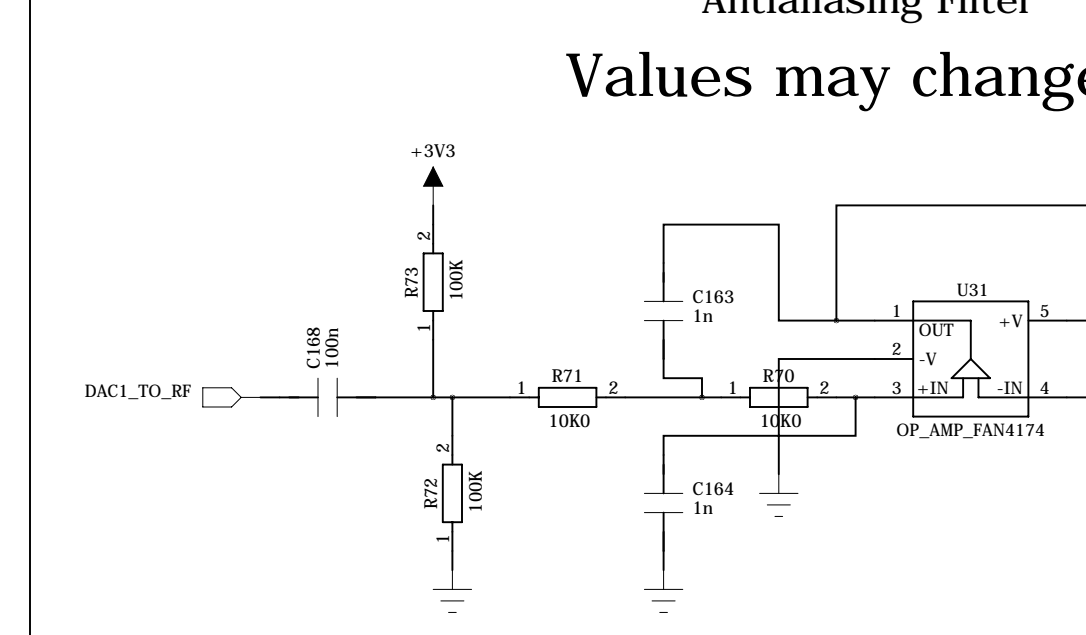 Antialiasing Filter
Values may change
+3V3
2
R73
100K
1
C163
1n
U31
1
OUT
+V
5
2
-V
C168
100n
DAC1_TO_RF
1
R71
2
10K0
1
R70
2
10K0
3
+IN
-IN
4
OP_AMP_FAN4174
2
R72
100K
1
C164
1n